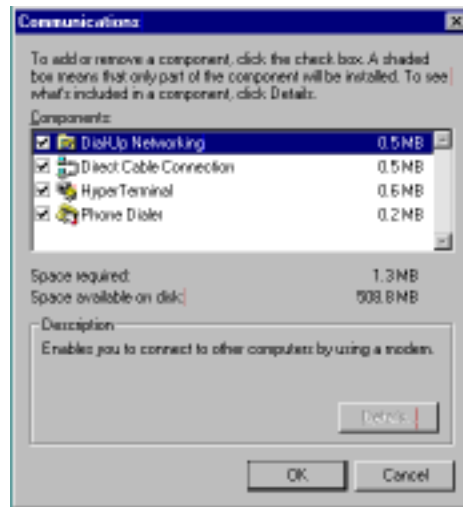 Communications
To add or remove a component, click the check box. A shaded
box means that only part of the component will be installed. To see
what's included in a component, click Details.
Components:
Dial-Up Networking 0.5 MB
Direct Cable Connection 0.5 MB
HyperTerminal 0.6 MB
Phone Dialer 0.2 MB
Space required: 1.3 MB
Space available on disk: 508.8 MB
Description
Enables you to connect to other computers by using a modem.
Details...
OK Cancel